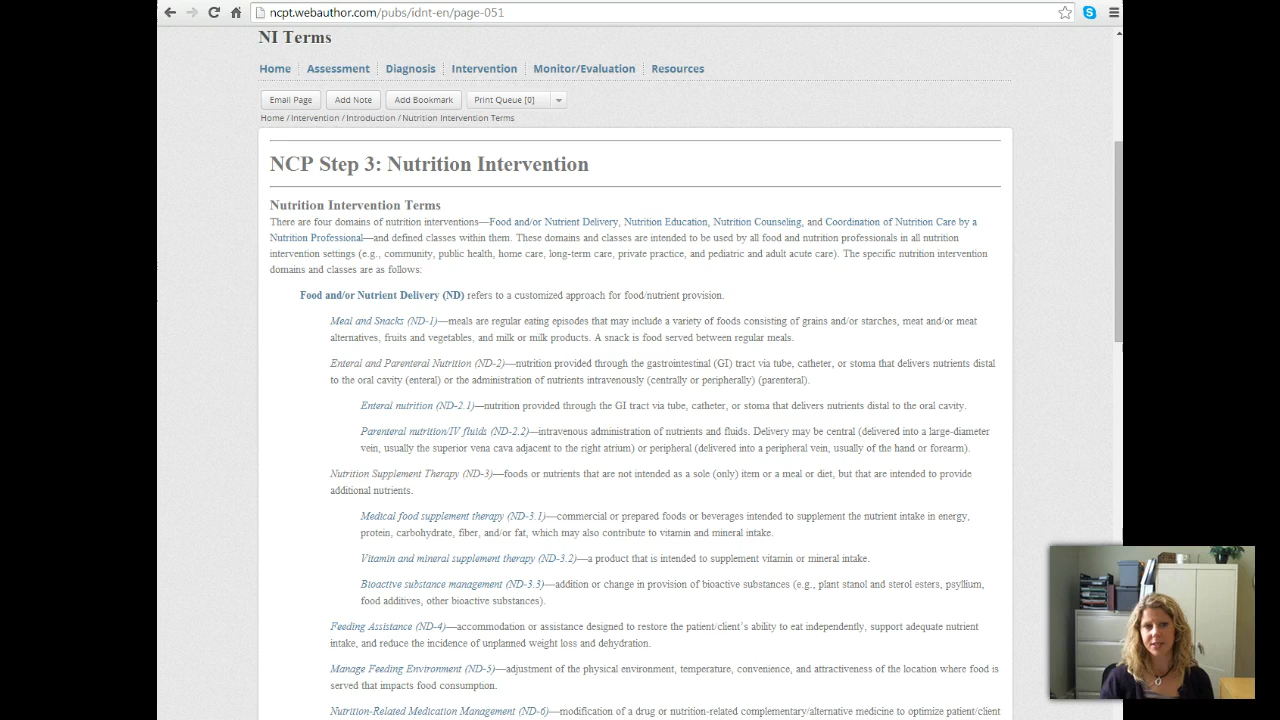 ncpt.webauthor.com/pubs/idnt-en/page-051
NI Terms
Home Assessment Diagnosis Intervention Monitor/Evaluation Resources
Email Page Add Note Add Bookmark Print Queue [0]
Home / Intervention / Introduction / Nutrition Intervention Terms
NCP Step 3: Nutrition Intervention
Nutrition Intervention Terms
There are four domains of nutrition interventions—Food and/or Nutrient Delivery, Nutrition Education, Nutrition Counseling, and Coordination of Nutrition Care by a
Nutrition Professional—and defined classes within them. These domains and classes are intended to be used by all food and nutrition professionals in all nutrition
intervention settings (e.g., community, public health, home care, long-term care, private practice, and pediatric and adult acute care). The specific nutrition intervention
domains and classes are as follows:
Food and/or Nutrient Delivery (ND) refers to a customized approach for food/nutrient provision.
Meal and Snacks (ND-1)—meals are regular eating episodes that may include a variety of foods consisting of grains and/or starches, meat and/or meat
alternatives, fruits and vegetables, and milk or milk products. A snack is food served between regular meals.
Enteral and Parenteral Nutrition (ND-2)—nutrition provided through the gastrointestinal (GI) tract via tube, catheter, or stoma that delivers nutrients distal
to the oral cavity (enteral) or the administration of nutrients intravenously (centrally or peripherally) (parenteral).
Enteral nutrition (ND-2.1)—nutrition provided through the GI tract via tube, catheter, or stoma that delivers nutrients distal to the oral cavity.
Parenteral nutrition/IV fluids (ND-2.2)—intravenous administration of nutrients and fluids. Delivery may be central (delivered into a large-diameter
vein, usually the superior vena cava adjacent to the right atrium) or peripheral (delivered into a peripheral vein, usually of the hand or forearm).
Nutrition Supplement Therapy (ND-3)—foods or nutrients that are not intended as a sole (only) item or a meal or diet, but that are intended to provide
additional nutrients.
Medical food supplement therapy (ND-3.1)—commercial or prepared foods or beverages intended to supplement the nutrient intake in energy,
protein, carbohydrate, fiber, and/or fat, which may also contribute to vitamin and mineral intake.
Vitamin and mineral supplement therapy (ND-3.2)—a product that is intended to supplement vitamin or mineral intake.
Bioactive substance management (ND-3.3)—addition or change in provision of bioactive substances (e.g., plant stanol and sterol esters, psyllium,
food additives, other bioactive substances).
Feeding Assistance (ND-4)—accommodation or assistance designed to restore the patient/client's ability to eat independently, support adequate nutrient
intake, and reduce the incidence of unplanned weight loss and dehydration.
Manage Feeding Environment (ND-5)—adjustment of the physical environment, temperature, convenience, and attractiveness of the location where food is
served that impacts food consumption.
Nutrition-Related Medication Management (ND-6)—modification of a drug or nutrition-related complementary/alternative medicine to optimize patient/client